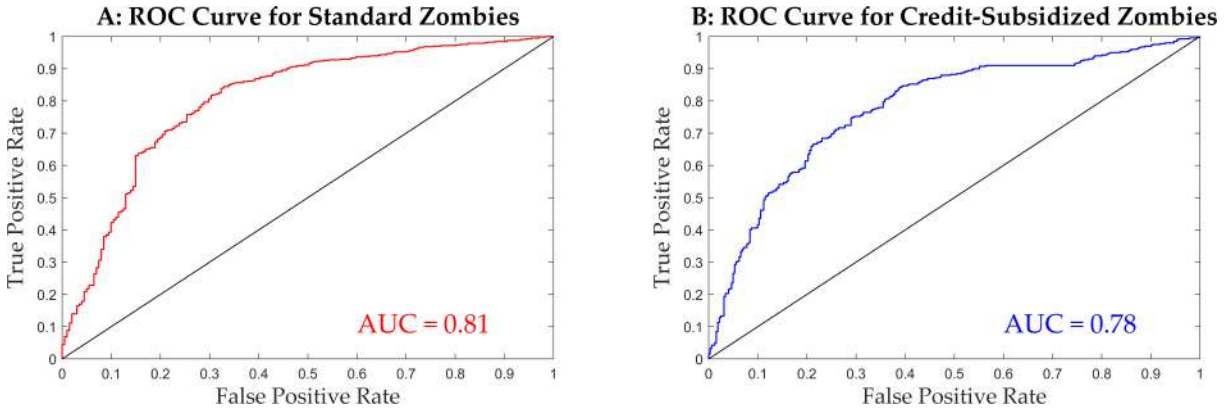 A: ROC Curve for Standard Zombies
True Positive Rate
1
0.9
0.8
0.7
0.6
0.5
0.4
0.3
0.2
0.1
0
AUC = 0.81
0 0.1 0.2 0.3 0.4 0.5 0.6 0.7 0.8 0.9 1
False Positive Rate
B: ROC Curve for Credit-Subsidized Zombies
True Positive Rate
1
0.9
0.8
0.7
0.6
0.5
0.4
0.3
0.2
0.1
0
AUC = 0.78
0 0.1 0.2 0.3 0.4 0.5 0.6 0.7 0.8 0.9 1
False Positive Rate